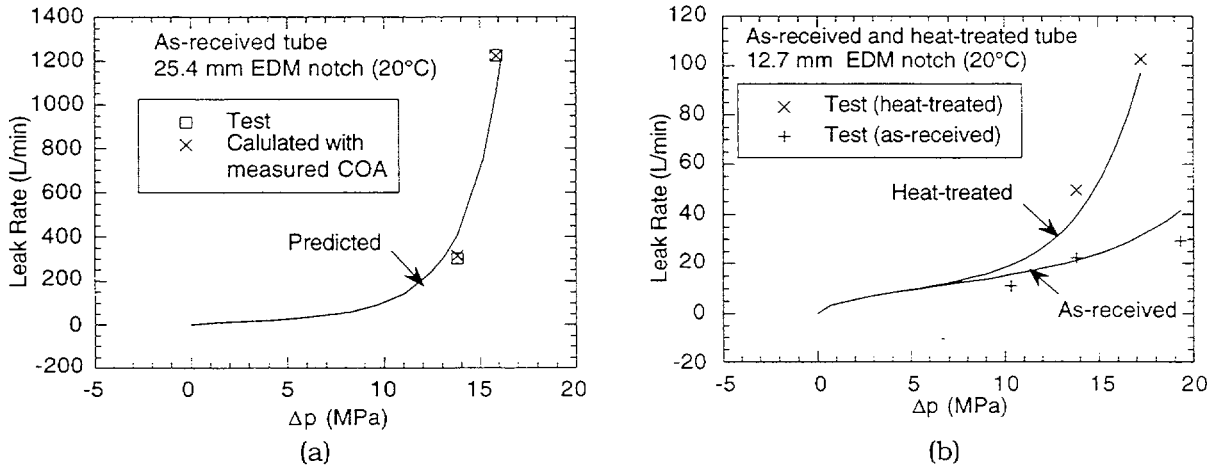 As-received tube
25.4 mm EDM notch (20°C)
Test
Calulated with
measured COA
Predicted
Leak Rate (L/min)
1400
1200
1000
800
600
400
200
0
-200
-5
0
5
10
15
20
Δp (MPa)
(a)
As-received and heat-treated tube
12.7 mm EDM notch (20°C)
Test (heat-treated)
Test (as-received)
Heat-treated
As-received
Leak Rate (L/min)
120
100
80
60
40
20
0
-20
-5
0
5
10
15
20
Δp (MPa)
(b)